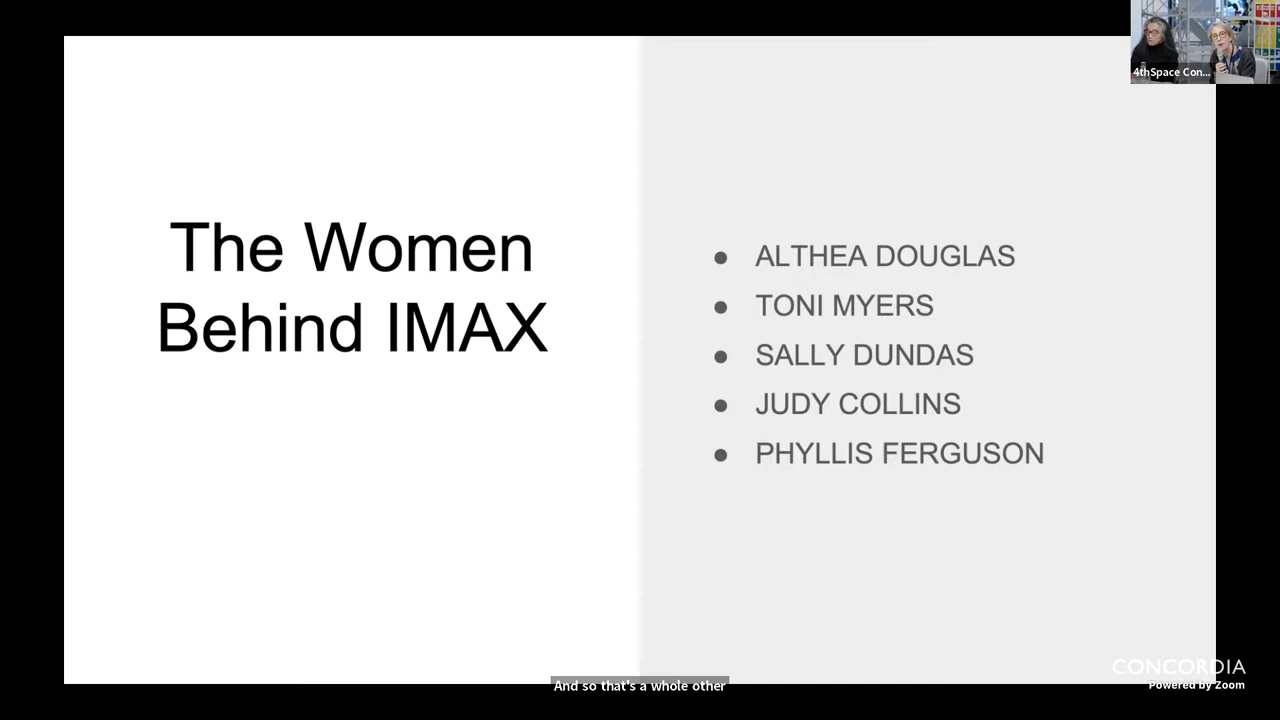 4thSpace Con...
The Women
Behind IMAX
● ALTHEA DOUGLAS
● TONI MYERS
● SALLY DUNDAS
● JUDY COLLINS
● PHYLLIS FERGUSON
CONCORDIA
Powered by Zoom
And so that's a whole other